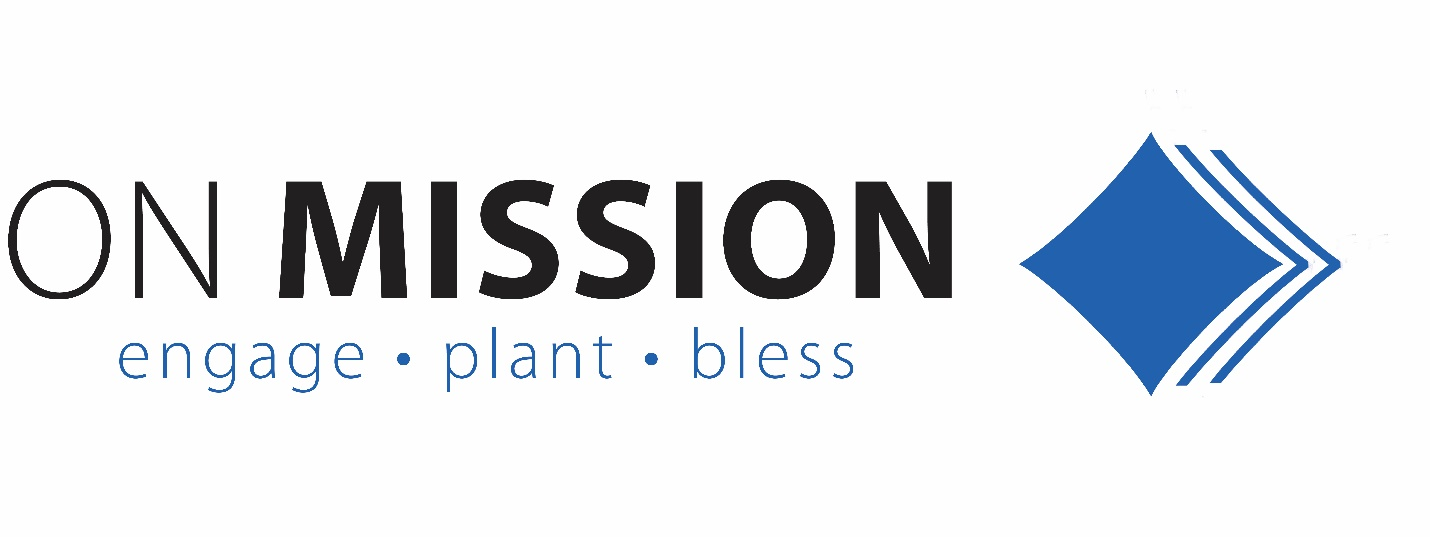 ON MISSION
engage • plant • bless